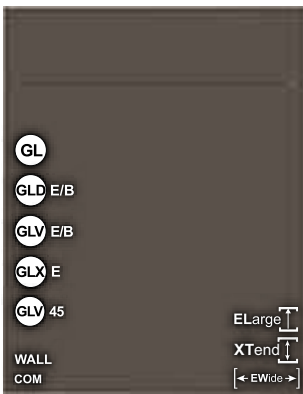 GL
GLD E/B
GLV E/B
GLX E
GLV 45
ELarge
XTend
WALL
COM
EWide